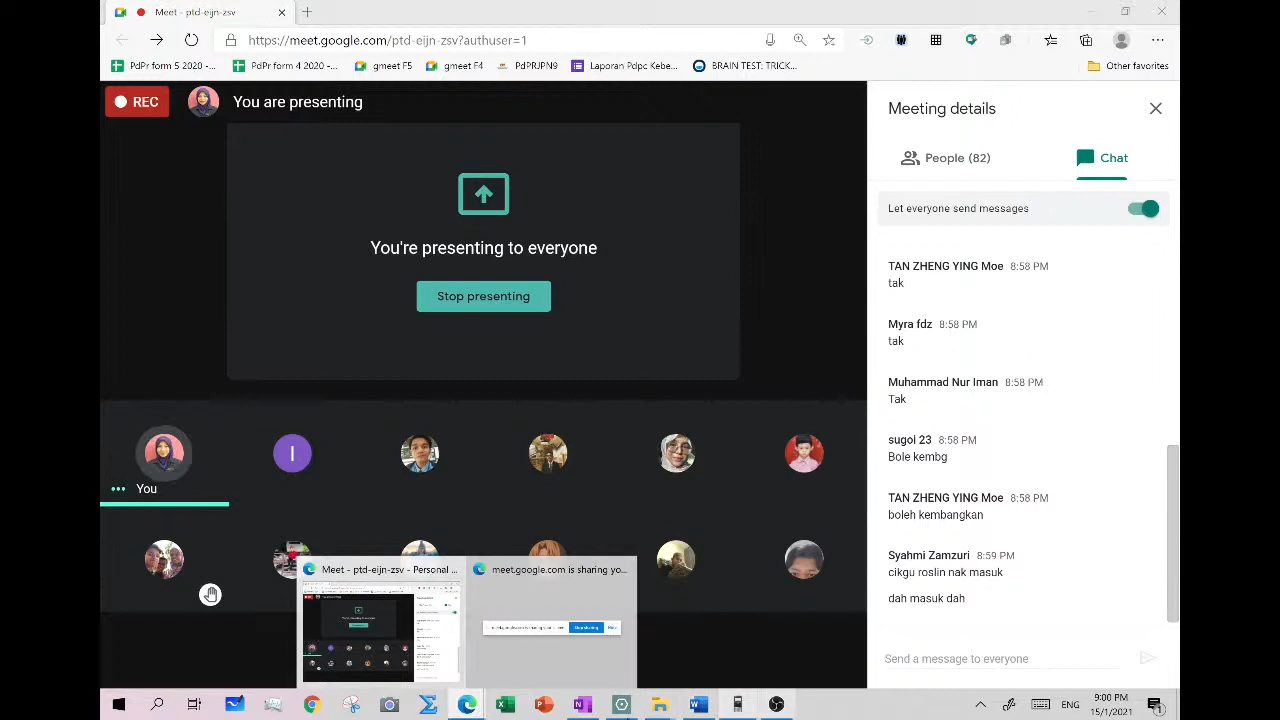 Meet - ptd-eijn-zsv
https://meet.google.com/ptd-eijn-zsv?authuser=1
PdPr form 5 2020 -...
PdPr form 4 2020 -...
gmeet F5
gmeet F4
PdPRJPN9
Laporan Pdpc Kebe...
BRAIN TEST: TRICK...
Other favorites
REC
You are presenting
You're presenting to everyone
Stop presenting
You
I
Meeting details
People (82)
Chat
Let everyone send messages
TAN ZHENG YING Moe 8:58 PM
tak
Myra fdz 8:58 PM
tak
Muhammad Nur Iman 8:58 PM
Tak
sugoi 23 8:58 PM
Bole kembg
TAN ZHENG YING Moe 8:58 PM
boleh kembangkan
Syahmi Zamzuri 8:59 PM
cikgu roslin nak masuk
dah masuk dah
Send a message to everyone
Meet - ptd-eijn-zsv - Personal ...
meet.google.com is sharing yo...
Stop sharing
Hide
ENG
9:00 PM
15/1/2021